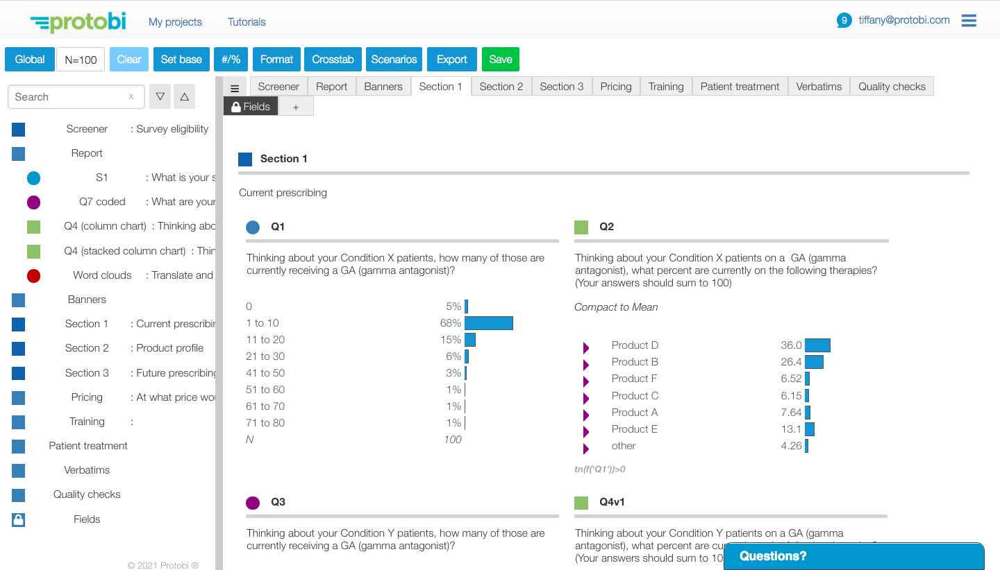 protobi My projects Tutorials 9 tiffany@protobi.com
Global N=100 Clear Set base #/% Format Crosstab Scenarios Export Save
Search x ▽ △
Screener : Survey eligibility
Report
S1 : What is your s
Q7 coded : What are your
Q4 (column chart) : Thinking abo
Q4 (stacked column chart) : Thin
Word clouds : Translate and
Banners
Section 1 : Current prescribin
Section 2 : Product profile
Section 3 : Future prescribing
Pricing : At what price wou
Training :
Patient treatment
Verbatims
Quality checks
Fields
© 2021 Protobi ®
≡ Screener Report Banners Section 1 Section 2 Section 3 Pricing Training Patient treatment Verbatims Quality checks
Fields +
Section 1
Current prescribing
Q1
Thinking about your Condition X patients, how many of those are
currently receiving a GA (gamma antagonist)?
0 5%
1 to 10 68%
11 to 20 15%
21 to 30 6%
41 to 50 3%
51 to 60 1%
61 to 70 1%
71 to 80 1%
N 100
Q2
Thinking about your Condition X patients on a GA (gamma
antagonist), what percent are currently on the following therapies?
(Your answers should sum to 100)
Compact to Mean
Product D 36.0
Product B 26.4
Product F 6.52
Product C 6.15
Product A 7.64
Product E 13.1
other 4.26
tn(f('Q1'))>0
Q3
Thinking about your Condition Y patients, how many of those are
currently receiving a GA (gamma antagonist)?
Q4v1
Thinking about your Condition Y patients on a GA (gamma
antagonist), what percent are cu
(Your answers should sum to 10
Questions?